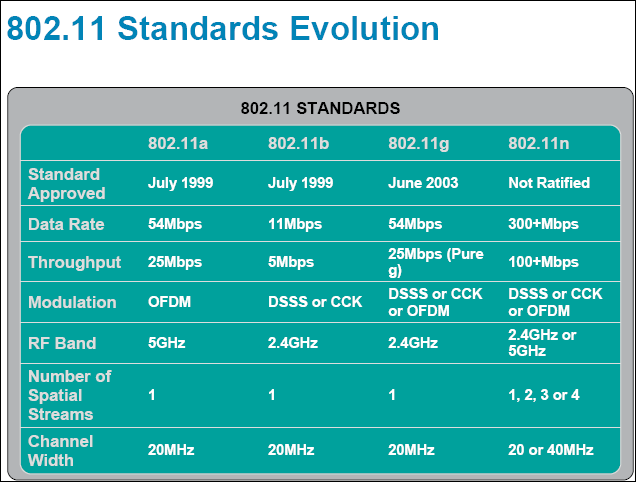 802.11 Standards Evolution
802.11 STANDARDS
802.11a 802.11b 802.11g 802.11n
Standard
Approved July 1999 July 1999 June 2003 Not Ratified
Data Rate 54Mbps 11Mbps 54Mbps 300+Mbps
Throughput 25Mbps 5Mbps 25Mbps (Pure
g) 100+Mbps
Modulation OFDM DSSS or CCK DSSS or CCK
or OFDM DSSS or CCK
or OFDM
RF Band 5GHz 2.4GHz 2.4GHz 2.4GHz or
5GHz
Number of
Spatial
Streams 1 1 1 1, 2, 3 or 4
Channel
Width 20MHz 20MHz 20MHz 20 or 40MHz